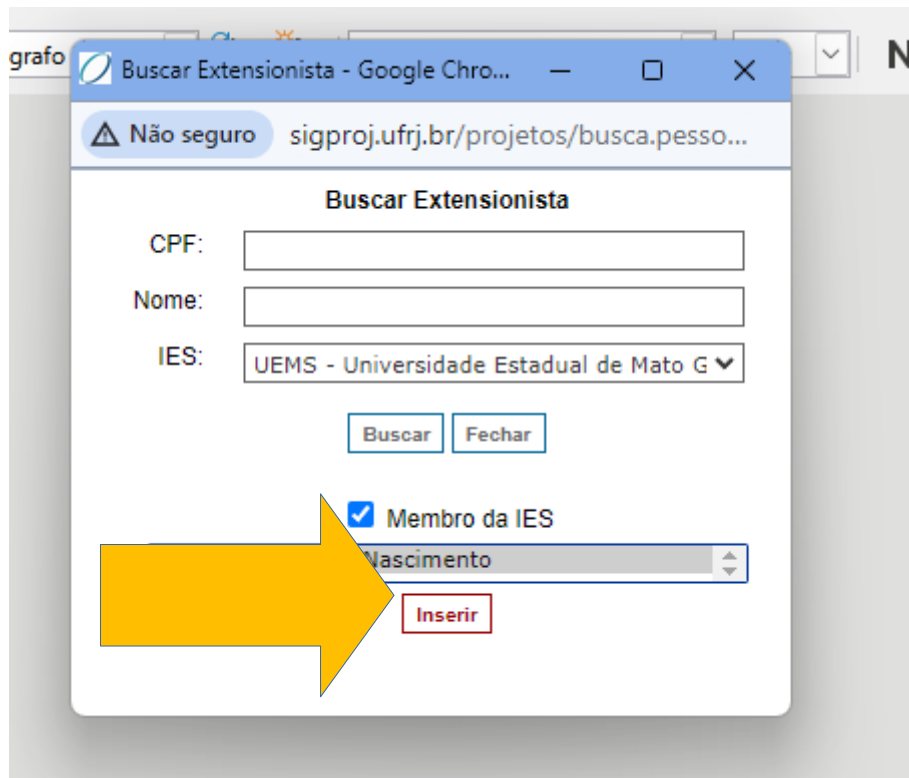 grafo
N
Buscar Extensionista - Google Chro...
Não seguro sigproj.ufrj.br/projetos/busca.pesso...
Buscar Extensionista
CPF:
Nome:
IES: UEMS - Universidade Estadual de Mato G
Buscar Fechar
Membro da IES
Nascimento
Inserir